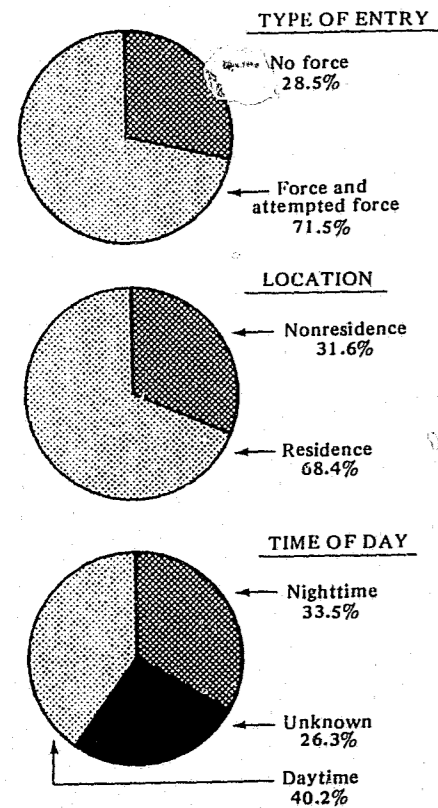 TYPE OF ENTRY
No force
28.5%
Force and
attempted force
71.5%
LOCATION
Nonresidence
31.6%
Residence
68.4%
TIME OF DAY
Nighttime
33.5%
Unknown
26.3%
Daytime
40.2%